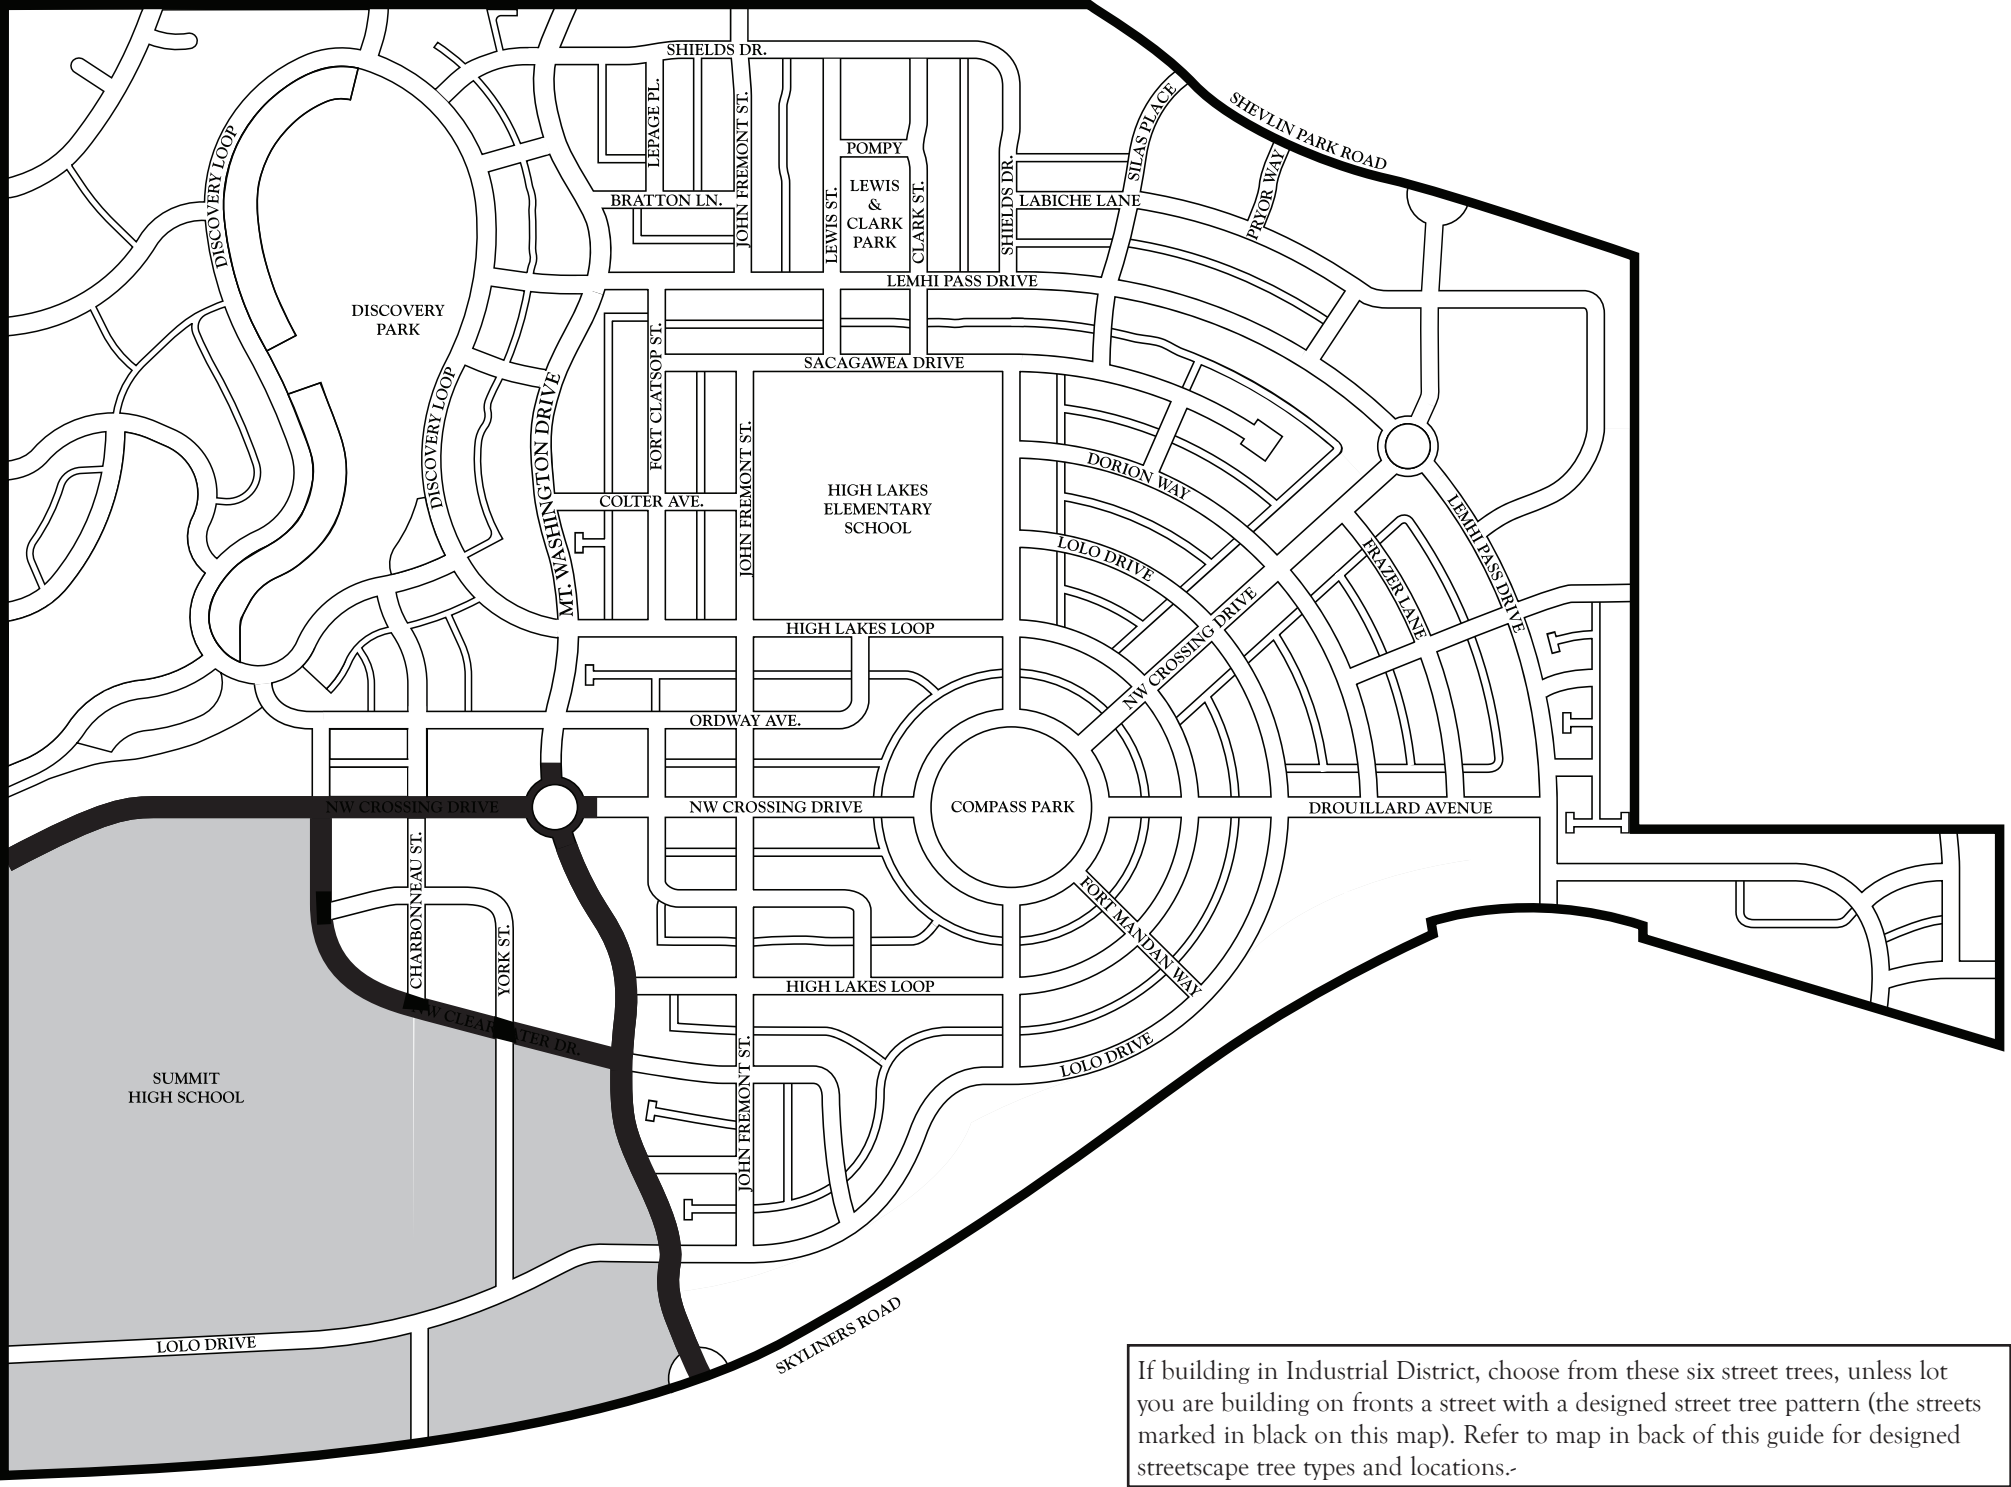 SHIELDS DR.
SHEVLIN PARK ROAD
SILAS PLACE
LEPAGE PL.
JOHN FREMONT ST.
DISCOVERY LOOP
POMPY
PRYOR WAY
LEWIS
&
CLARK
PARK
LEWIS ST.
CLARK ST.
SHIELDS DR.
BRATTON LN.
LABICHE LANE
LEMHI PASS DRIVE
DISCOVERY
PARK
FORT CLATSOP ST.
SACAGAWEA DRIVE
DISCOVERY LOOP
MT. WASHINGTON DRIVE
JOHN FREMONT ST.
DORION WAY
HIGH LAKES
ELEMENTARY
SCHOOL
COLTER AVE.
LEMHI PASS DRIVE
LOLO DRIVE
FRAZER LANE
NW CROSSING DRIVE
HIGH LAKES LOOP
ORDWAY AVE.
NW CROSSING DRIVE
NW CROSSING DRIVE
COMPASS PARK
DROUILLARD AVENUE
CHARBONNEAU ST.
YORK ST.
FORT MANDAN WAY
HIGH LAKES LOOP
NW CLEARWATER DR.
JOHN FREMONT ST.
LOLO DRIVE
SUMMIT
HIGH SCHOOL
SKYLINERS ROAD
LOLO DRIVE
If building in Industrial District, choose from these six street trees, unless lot
you are building on fronts a street with a designed street tree pattern (the streets
marked in black on this map). Refer to map in back of this guide for designed
streetscape tree types and locations.-